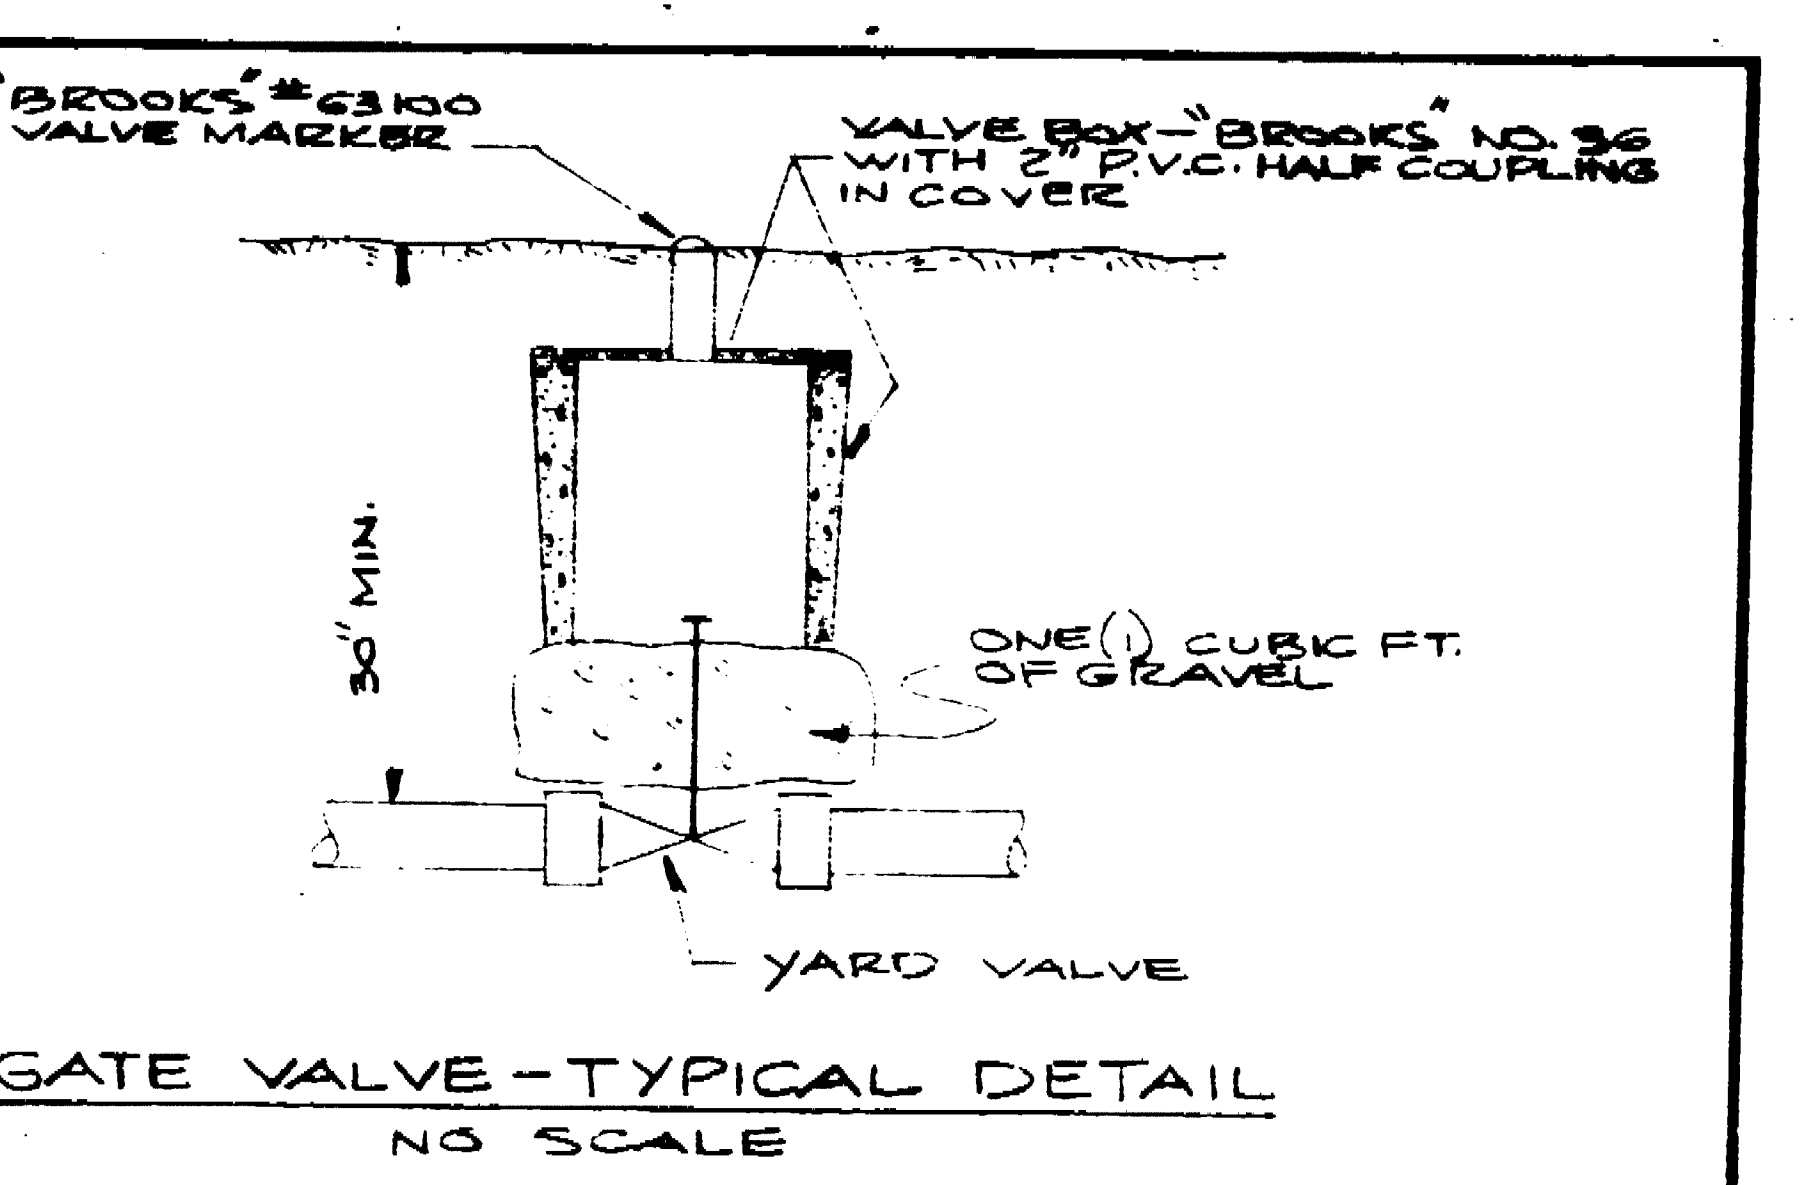 "BROOKS" #63100
VALVE MARKER
VALVE BOX-"BROOKS" NO. 36
WITH 2" P.V.C. HALF COUPLING
IN COVER
30" MIN.
ONE (1) CUBIC FT.
OF GRAVEL
YARD VALVE
GATE VALVE-TYPICAL DETAIL
NO SCALE